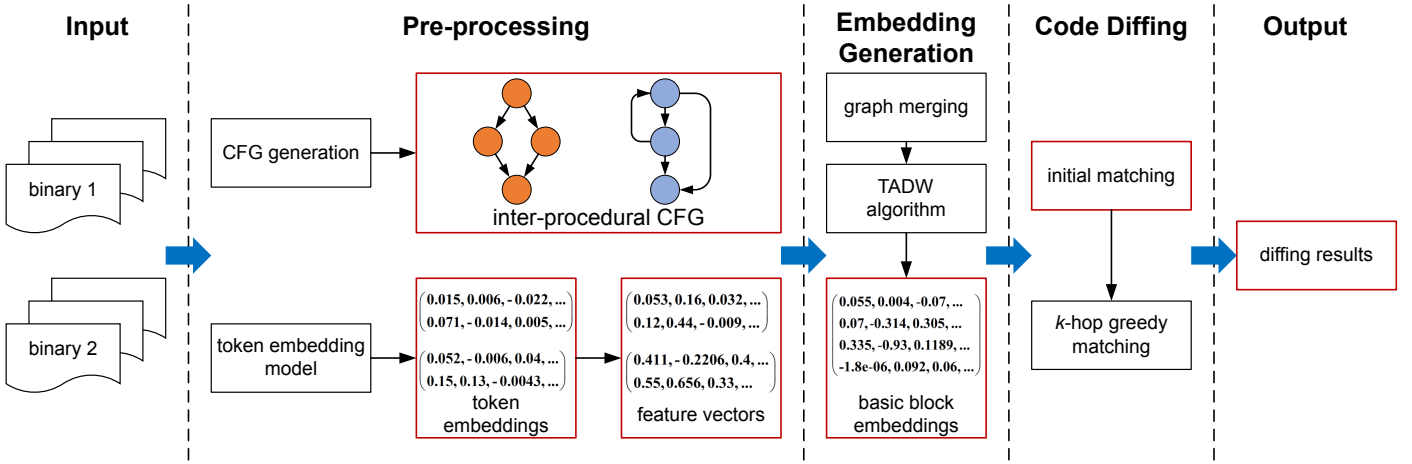 Input
Pre-processing
Embedding
Generation
Code Diffing
Output
binary 1
binary 2
CFG generation
inter-procedural CFG
token embedding
model
0.015, 0.006, - 0.022, ...
0.071, - 0.014, 0.005, ...
0.052, - 0.006, 0.04, ...
0.15, 0.13, - 0.0043, ...
token
embeddings
0.053, 0.16, 0.032, ...
0.12, 0.44, - 0.009, ...
0.411, - 0.2206, 0.4, ...
0.55, 0.656, 0.33, ...
feature vectors
graph merging
TADW
algorithm
0.055, 0.004, -0.07, ...
0.07, -0.314, 0.305, ...
0.335, -0.93, 0.1189, ...
-1.8e-06, 0.092, 0.06, ...
basic block
embeddings
initial matching
k-hop greedy
matching
diffing results